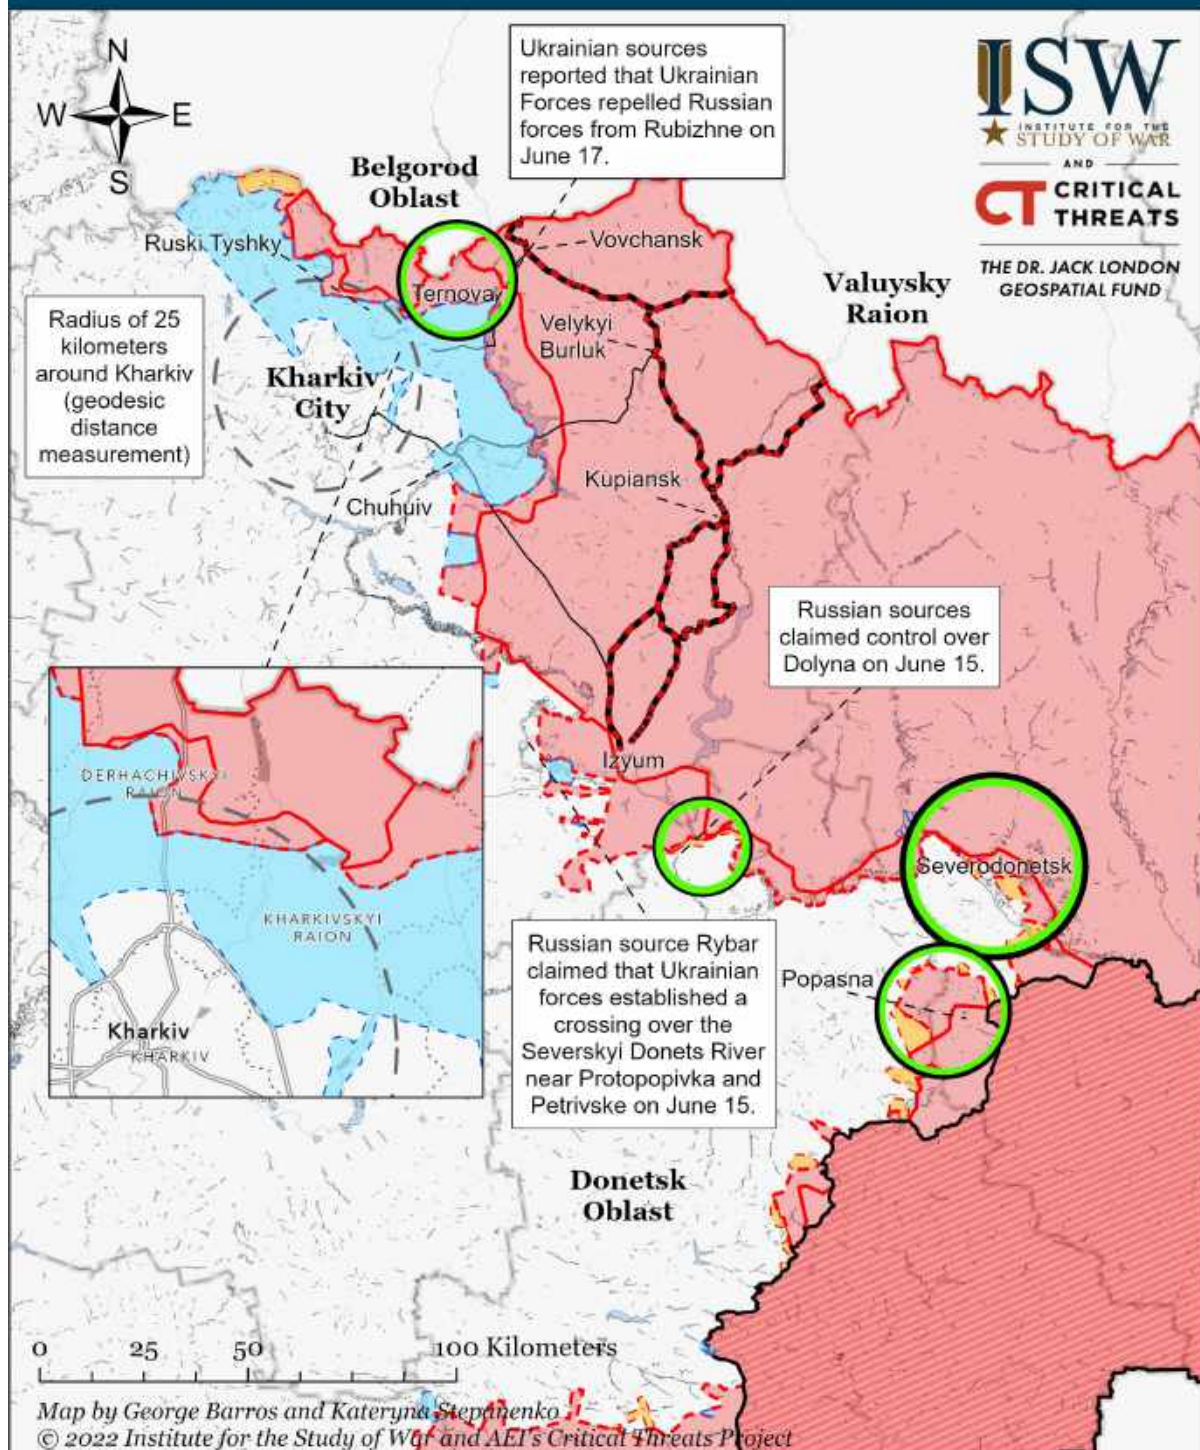 N
W E
S
Ukrainian sources
reported that Ukrainian
Forces repelled Russian
forces from Rubizhne on
June 17.
ISW
INSTITUTE FOR THE
STUDY OF WAR
AND
CT CRITICAL
THREATS
THE DR. JACK LONDON
GEOSPATIAL FUND
Belgorod
Oblast
Ruski Tyshky
Vovchansk
Ternova
Valuysky
Raion
Radius of 25
kilometers
around Kharkiv
(geodesic
distance
measurement)
Velykyi
Burluk
Kharkiv
City
Kupiansk
Chuhuiv
Russian sources
claimed control over
Dolyna on June 15.
Izyum
DERHACHIVSKYI
RAION
KHARKIVSKYI
RAION
Kharkiv
KHARKIV
Severodonetsk
Russian source Rybar
claimed that Ukrainian
forces established a
crossing over the
Severskyi Donets River
near Protopopivka and
Petrivske on June 15.
Popasna
Donetsk
Oblast
0 25 50 100 Kilometers
Map by George Barros and Kateryna Stepanenko
© 2022 Institute for the Study of War and AEI's Critical Threats Project